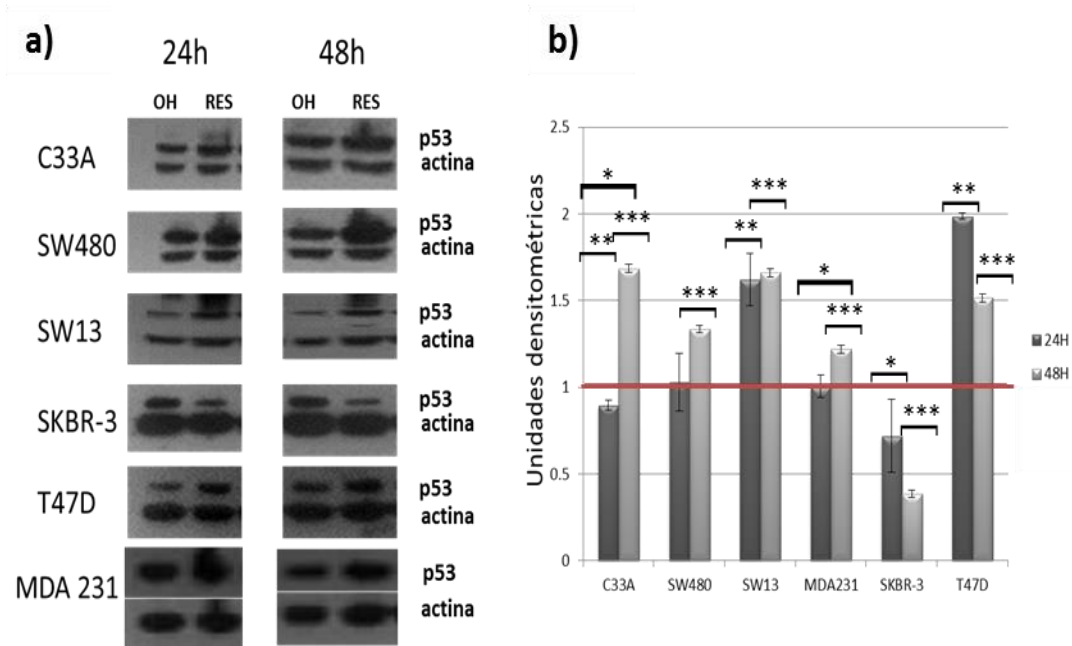 a)
24h 48h
OH RES OH RES
C33A p53
actina
SW480 p53
actina
SW13 p53
actina
SKBR-3 p53
actina
T47D p53
actina
MDA 231 p53
actina
b)
Unidades densitométricas
2.5
2
1.5
1
0.5
0
* ** *** *** ** *** * *** * *** ** ***
C33A SW480 SW13 MDA231 SKBR-3 T47D
24H
48H